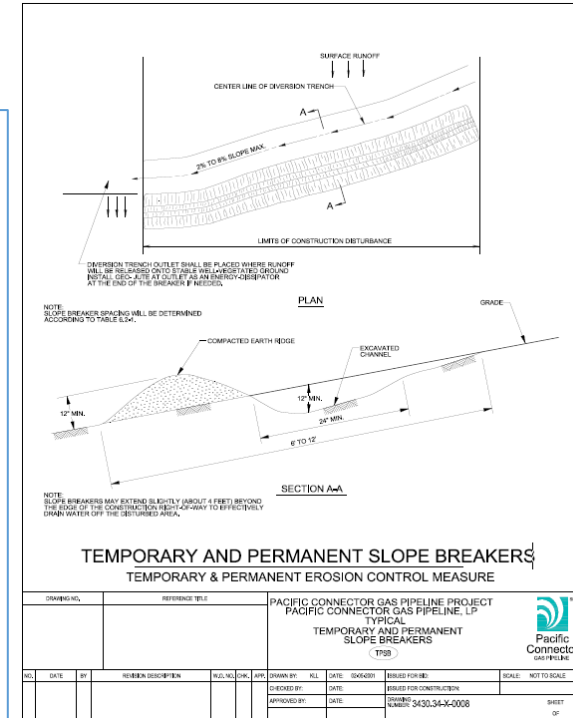 SURFACE RUNOFF
CENTER LINE OF DIVERSION TRENCH
A
2% TO 8% SLOPE MAX.
A
LIMITS OF CONSTRUCTION DISTURBANCE
DIVERSION TRENCH OUTLET SHALL BE PLACED WHERE RUNOFF
WILL BE RELEASED ONTO STABLE WELL-VEGETATED GROUND
INSTALL GEO-JUTE AT OUTLET AS AN ENERGY-DISSIPATOR
AT THE END OF THE BREAKER IF NEEDED.
PLAN
NOTE:
SLOPE BREAKER SPACING WILL BE DETERMINED
ACCORDING TO TABLE 6.2-1.
GRADE
COMPACTED EARTH RIDGE
EXCAVATED
CHANNEL
12" MIN.
12" MIN.
24" MIN.
6' TO 12'
SECTION A-A
NOTE:
SLOPE BREAKERS MAY EXTEND SLIGHTLY (ABOUT 4 FEET) BEYOND
THE EDGE OF THE CONSTRUCTION RIGHT-OF-WAY TO EFFECTIVELY
DRAIN WATER OFF THE DISTURBED AREA.
TEMPORARY AND PERMANENT SLOPE BREAKERS
TEMPORARY & PERMANENT EROSION CONTROL MEASURE
DRAWING NO. REFERENCE TITLE
PACIFIC CONNECTOR GAS PIPELINE PROJECT
PACIFIC CONNECTOR GAS PIPELINE, LP
TYPICAL
TEMPORARY AND PERMANENT
SLOPE BREAKERS
TPSB
Pacific
Connecto
GAS PIPELINE
NO. DATE BY REVISION DESCRIPTION W.O. NO. CHK. APP. DRAWN BY: KLL DATE: 02-05-2001 ISSUED FOR BID: SCALE: NOT TO SCALE
CHECKED BY: DATE: ISSUED FOR CONSTRUCTION:
APPROVED BY: DATE: DRAWING NUMBER: 3430.34-X-0008 SHEET
OF